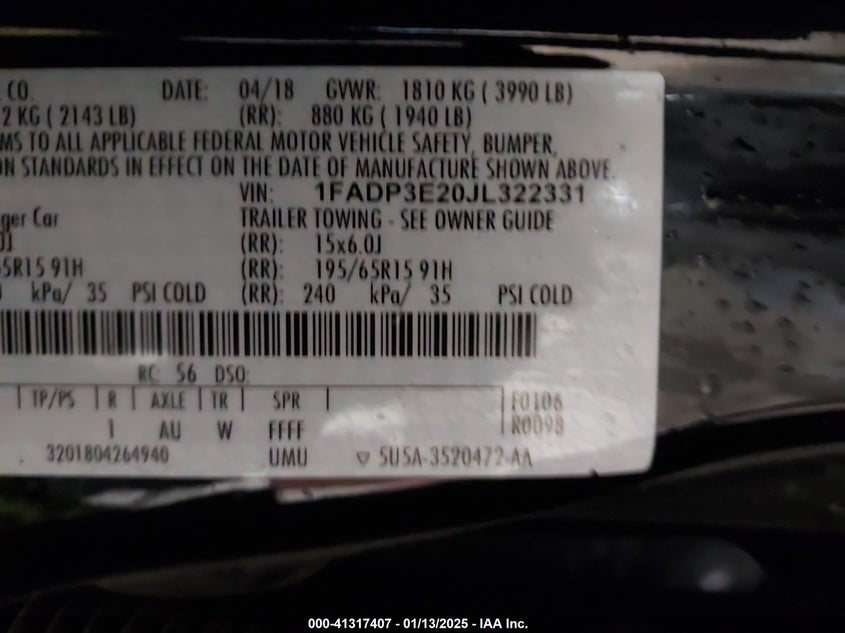 CO. DATE: 04/18 GVWR: 1810 KG ( 3990 LB)
2 KG ( 2143 LB) (RR): 880 KG ( 1940 LB)
MS TO ALL APPLICABLE FEDERAL MOTOR VEHICLE SAFETY, BUMPER,
ON STANDARDS IN EFFECT ON THE DATE OF MANUFACTURE SHOWN ABOVE.
VIN: 1FADP3E20JL322331
ger Car TRAILER TOWING - SEE OWNER GUIDE
0J (RR): 15x6.0J
5R15 91H (RR): 195/65R15 91H
0 kPa/ 35 PSI COLD (RR): 240 kPa/ 35 PSI COLD
RC: 56 DSO:
TP/PS R AXLE TR SPR F0106
1 AU W FFFF R0098
3201804264940 UMU 5U5A-3520472-AA
000-41317407 - 01/13/2025 - IAA Inc.